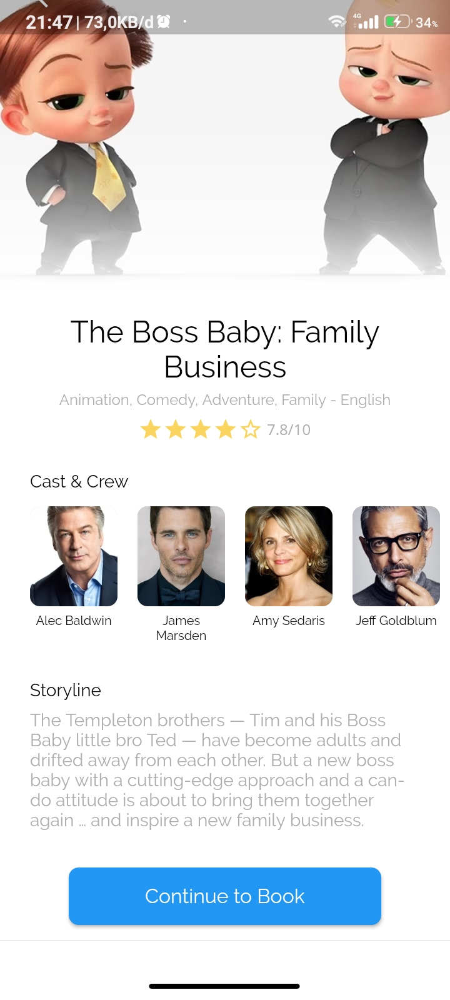 21:47 | 73,0KB/d
4G
34%
The Boss Baby: Family
Business
Animation, Comedy, Adventure, Family - English
7.8/10
Cast & Crew
Alec Baldwin
James
Marsden
Amy Sedaris
Jeff Goldblum
Storyline
The Templeton brothers — Tim and his Boss
Baby little bro Ted — have become adults and
drifted away from each other. But a new boss
baby with a cutting-edge approach and a can-
do attitude is about to bring them together
again … and inspire a new family business.
Continue to Book